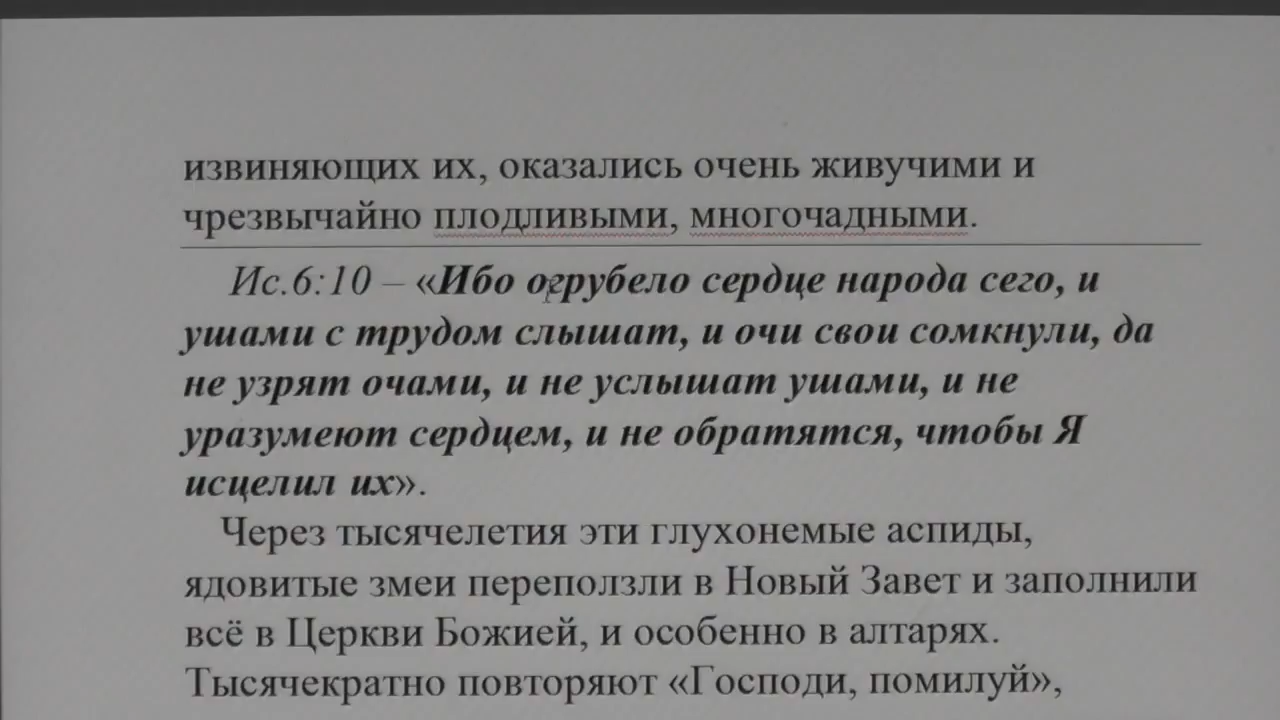 извиняющих их, оказались очень живучими и
чрезвычайно плодливыми, многочадными.
Ис.6:10 – «Ибо огрубело сердце народа сего, и
ушами с трудом слышат, и очи свои сомкнули, да
не узрят очами, и не услышат ушами, и не
уразумеют сердцем, и не обратятся, чтобы Я
исцелил их».
Через тысячелетия эти глухонемые аспиды,
ядовитые змеи переползли в Новый Завет и заполнили
всё в Церкви Божией, и особенно в алтарях.
Тысячекратно повторяют «Господи, помилуй»,